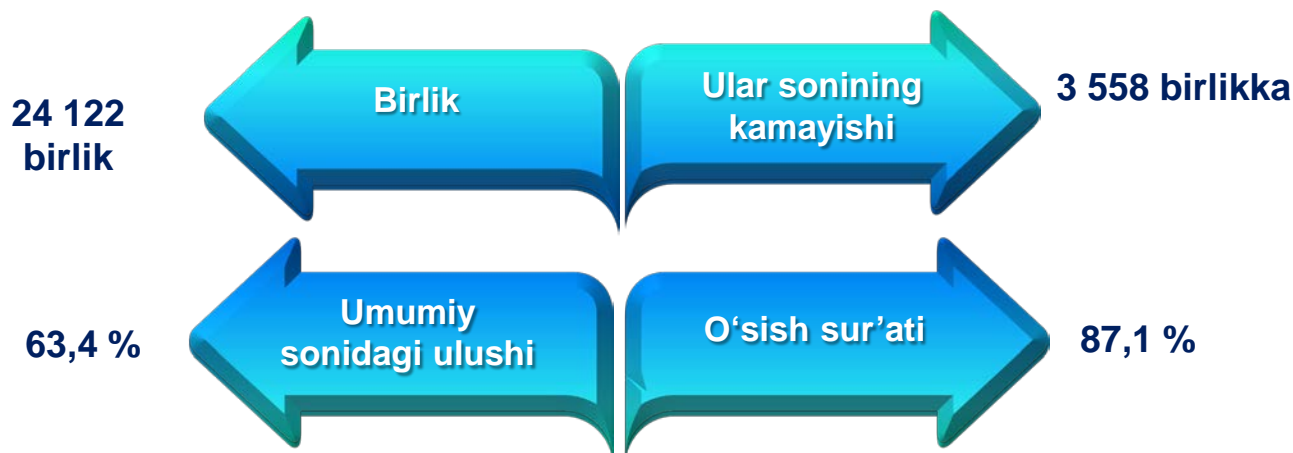 24 122
birlik
Birlik
Ular sonining
kamayishi
3 558 birlikka
63,4 %
Umumiy
sonidagi ulushi
O‘sish sur’ati
87,1 %